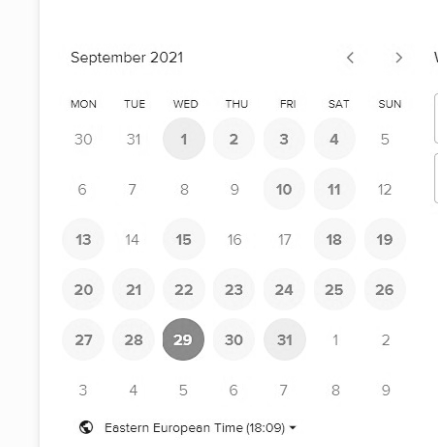 September 2021 < >
MON TUE WED THU FRI SAT SUN
30 31 1 2 3 4 5
6 7 8 9 10 11 12
13 14 15 16 17 18 19
20 21 22 23 24 25 26
27 28 29 30 31 1 2
3 4 5 6 7 8 9
Eastern European Time (18:09)